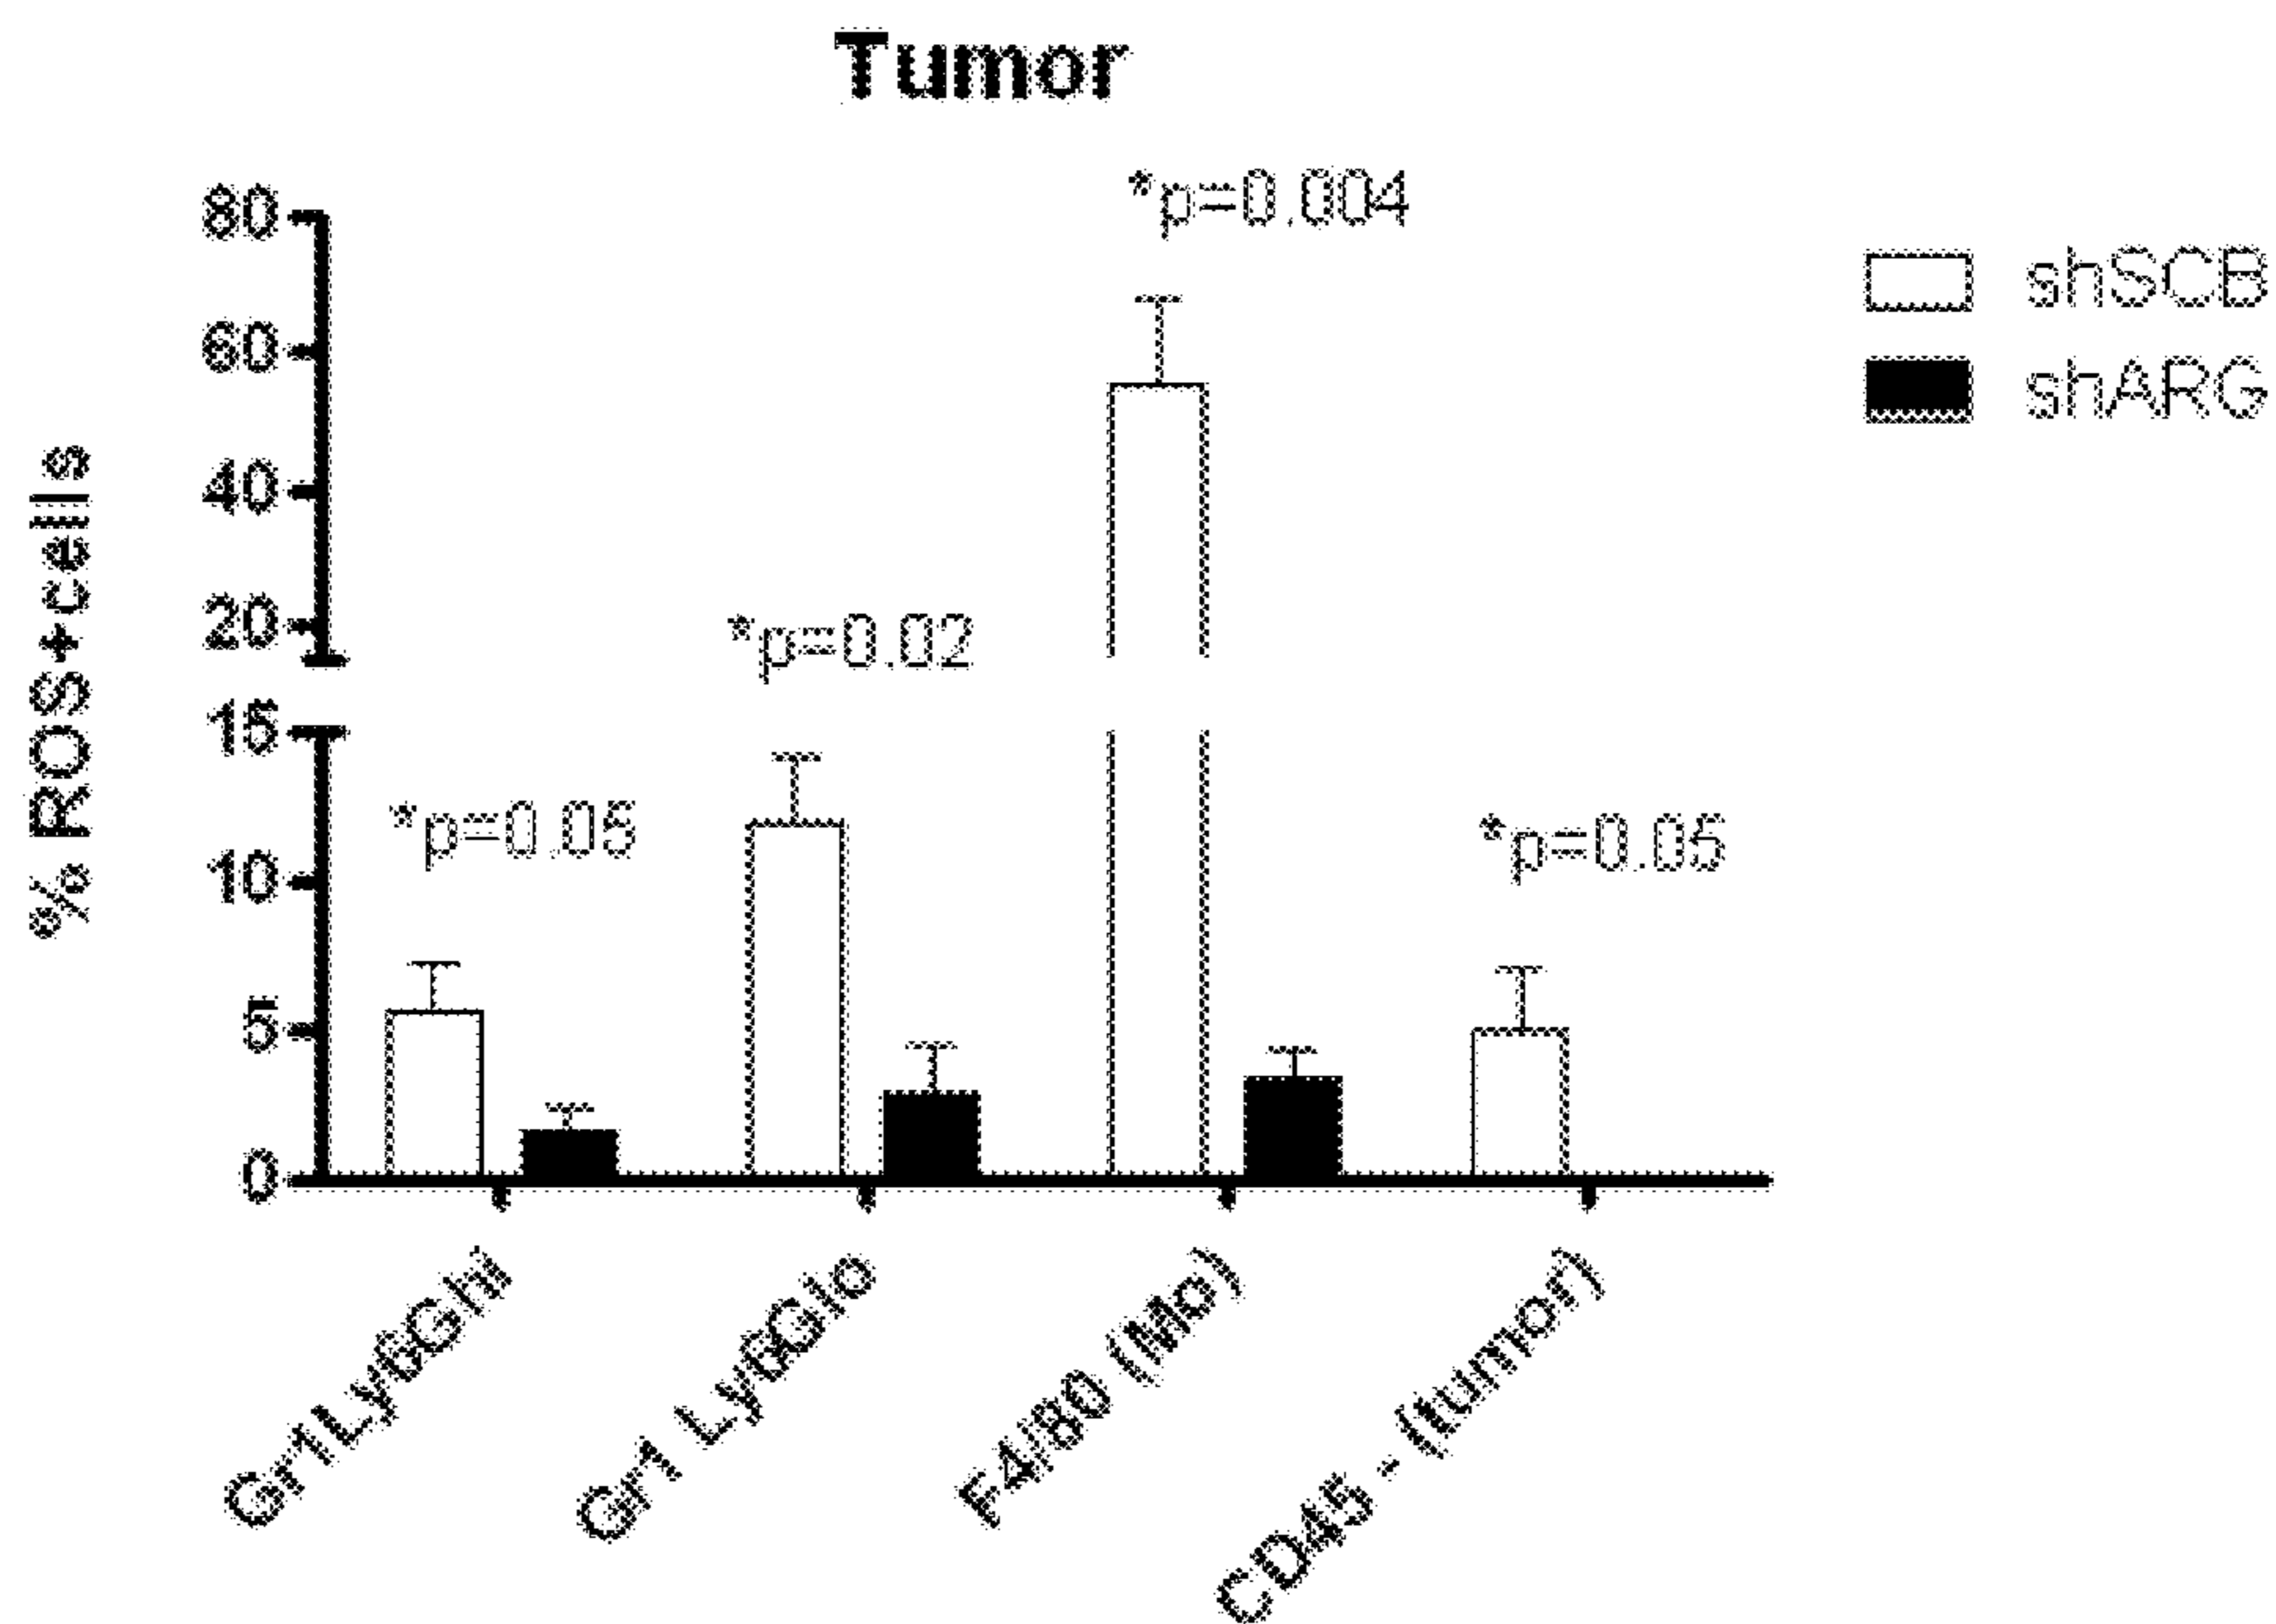 Tumor
% ROS+cells
80
60
40
20
15
10
5
0
*p=0.05
*p=0.02
*p=0.004
*p=0.05
Gr1Ly6Ghi
Gr1 Ly6Glo
F4/80 (Mo)
CD45 - (tumor)
shSCB
shARG